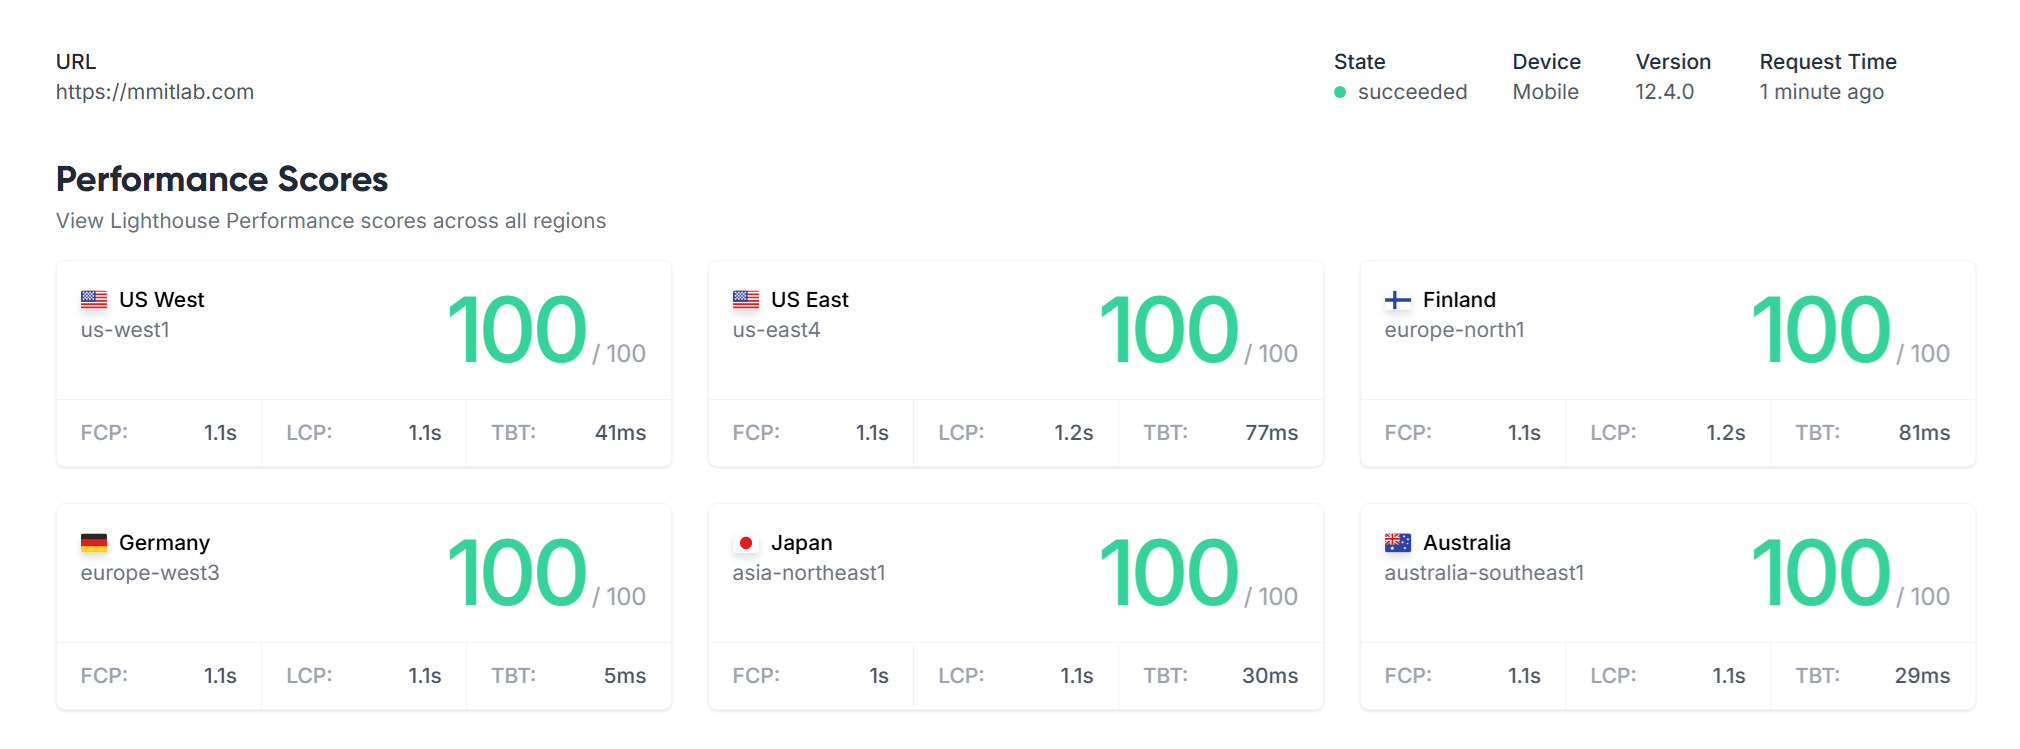 URL
https://mmitlab.com
State
succeeded
Device
Mobile
Version
12.4.0
Request Time
1 minute ago
Performance Scores
View Lighthouse Performance scores across all regions
US West
us-west1
100 / 100
FCP: 1.1s LCP: 1.1s TBT: 41ms
US East
us-east4
100 / 100
FCP: 1.1s LCP: 1.2s TBT: 77ms
Finland
europe-north1
100 / 100
FCP: 1.1s LCP: 1.2s TBT: 81ms
Germany
europe-west3
100 / 100
FCP: 1.1s LCP: 1.1s TBT: 5ms
Japan
asia-northeast1
100 / 100
FCP: 1s LCP: 1.1s TBT: 30ms
Australia
australia-southeast1
100 / 100
FCP: 1.1s LCP: 1.1s TBT: 29ms